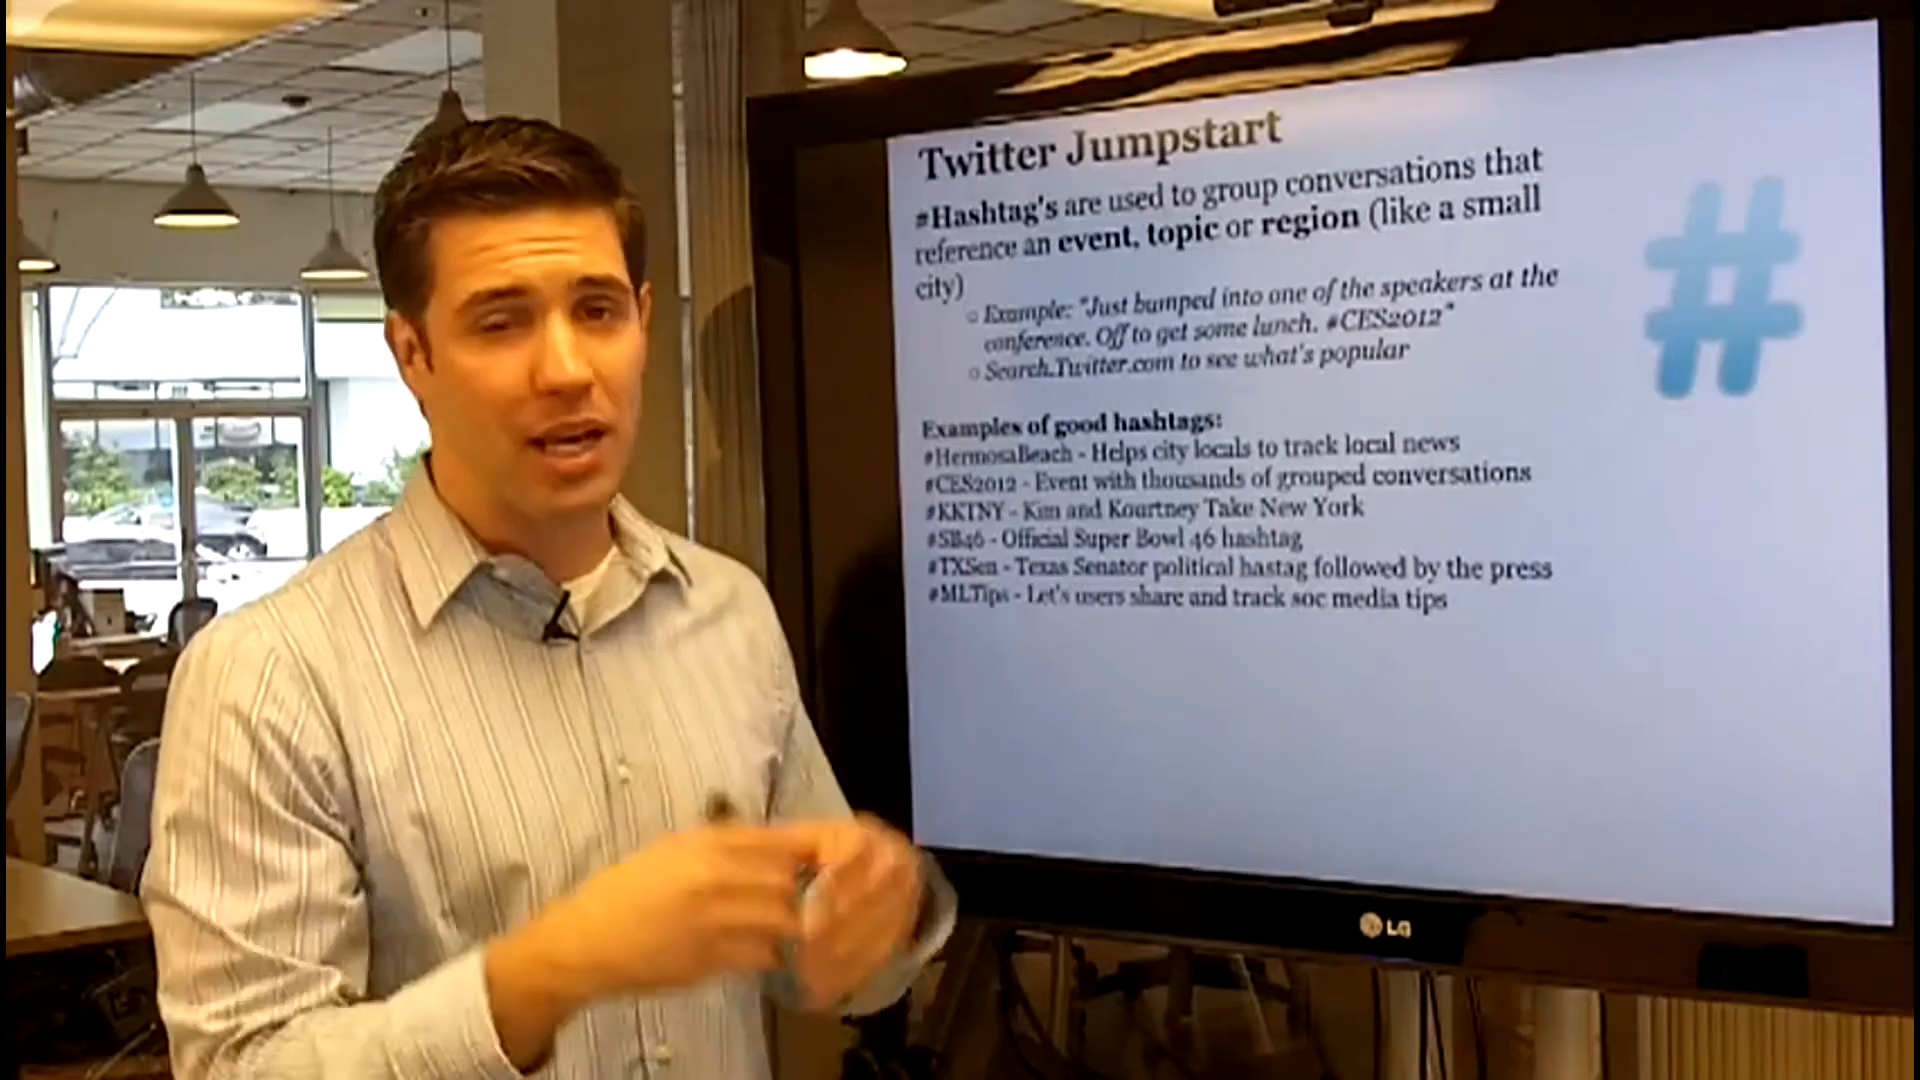 Twitter Jumpstart
#Hashtag's are used to group conversations that
reference an event, topic or region (like a small
city)
○ Example: "Just bumped into one of the speakers at the
conference. Off to get some lunch. #CES2012"
○ Search.Twitter.com to see what's popular
#
Examples of good hashtags:
#HermosaBeach - Helps city locals to track local news
#CES2012 - Event with thousands of grouped conversations
#KKTNY - Kim and Kourtney Take New York
#SB46 - Official Super Bowl 46 hashtag
#TXSen - Texas Senator political hastag followed by the press
#MLTips - Let's users share and track soc media tips
LG